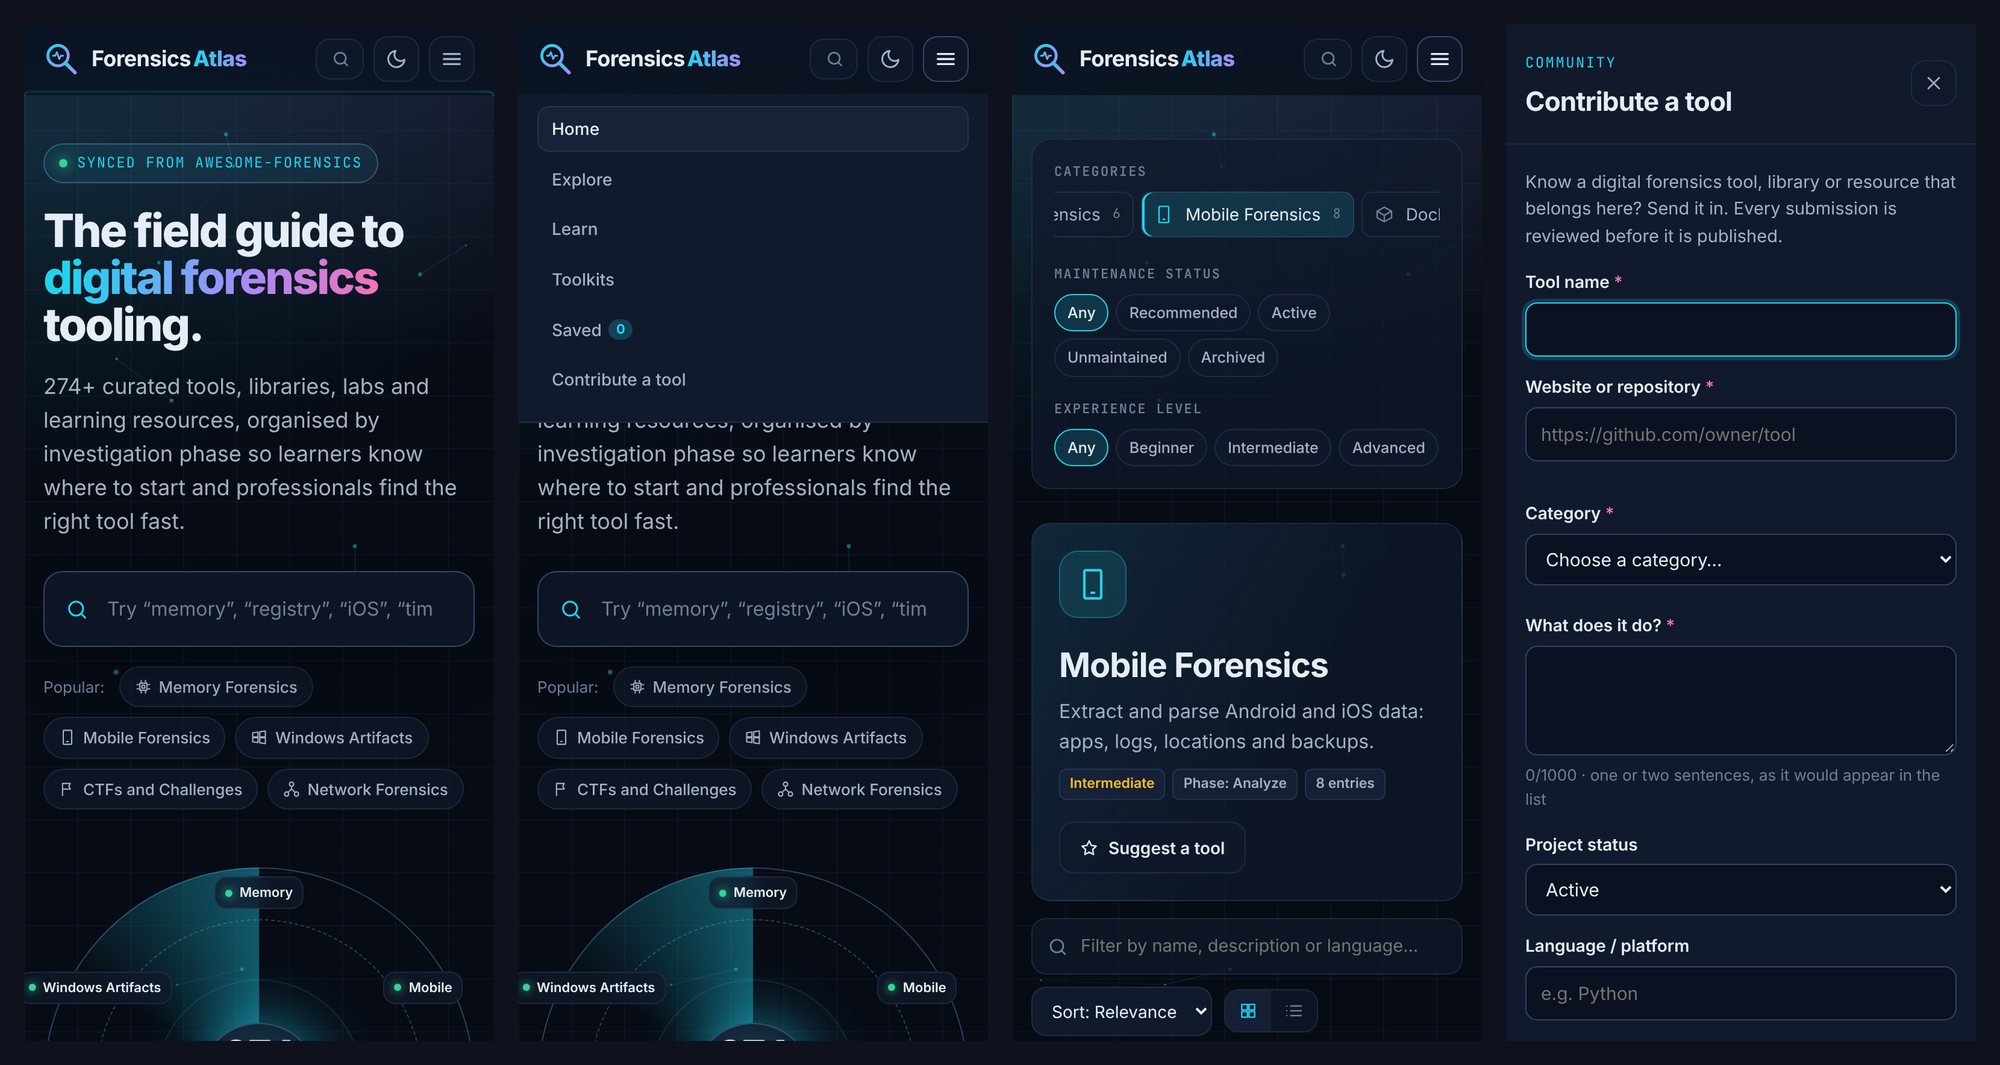 Forensics Atlas
SYNCED FROM AWESOME-FORENSICS
The field guide to
digital forensics
tooling.
274+ curated tools, libraries, labs and
learning resources, organised by
investigation phase so learners know
where to start and professionals find the
right tool fast.
Try “memory”, “registry”, “iOS”, “tim
Popular:
Memory Forensics
Mobile Forensics
Windows Artifacts
CTFs and Challenges
Network Forensics
Memory
Windows Artifacts
Mobile
Forensics Atlas
Home
Explore
Learn
Toolkits
Saved 0
Contribute a tool
learning resources, organised by
investigation phase so learners know
where to start and professionals find the
right tool fast.
Try “memory”, “registry”, “iOS”, “tim
Popular:
Memory Forensics
Mobile Forensics
Windows Artifacts
CTFs and Challenges
Network Forensics
Memory
Windows Artifacts
Mobile
Forensics Atlas
CATEGORIES
ensics 6
Mobile Forensics 8
Doc
MAINTENANCE STATUS
Any
Recommended
Active
Unmaintained
Archived
EXPERIENCE LEVEL
Any
Beginner
Intermediate
Advanced
Mobile Forensics
Extract and parse Android and iOS data:
apps, logs, locations and backups.
Intermediate
Phase: Analyze
8 entries
Suggest a tool
Filter by name, description or language...
Sort: Relevance
COMMUNITY
Contribute a tool
Know a digital forensics tool, library or resource that
belongs here? Send it in. Every submission is
reviewed before it is published.
Tool name *
Website or repository *
https://github.com/owner/tool
Category *
Choose a category...
What does it do? *
0/1000 · one or two sentences, as it would appear in the
list
Project status
Active
Language / platform
e.g. Python